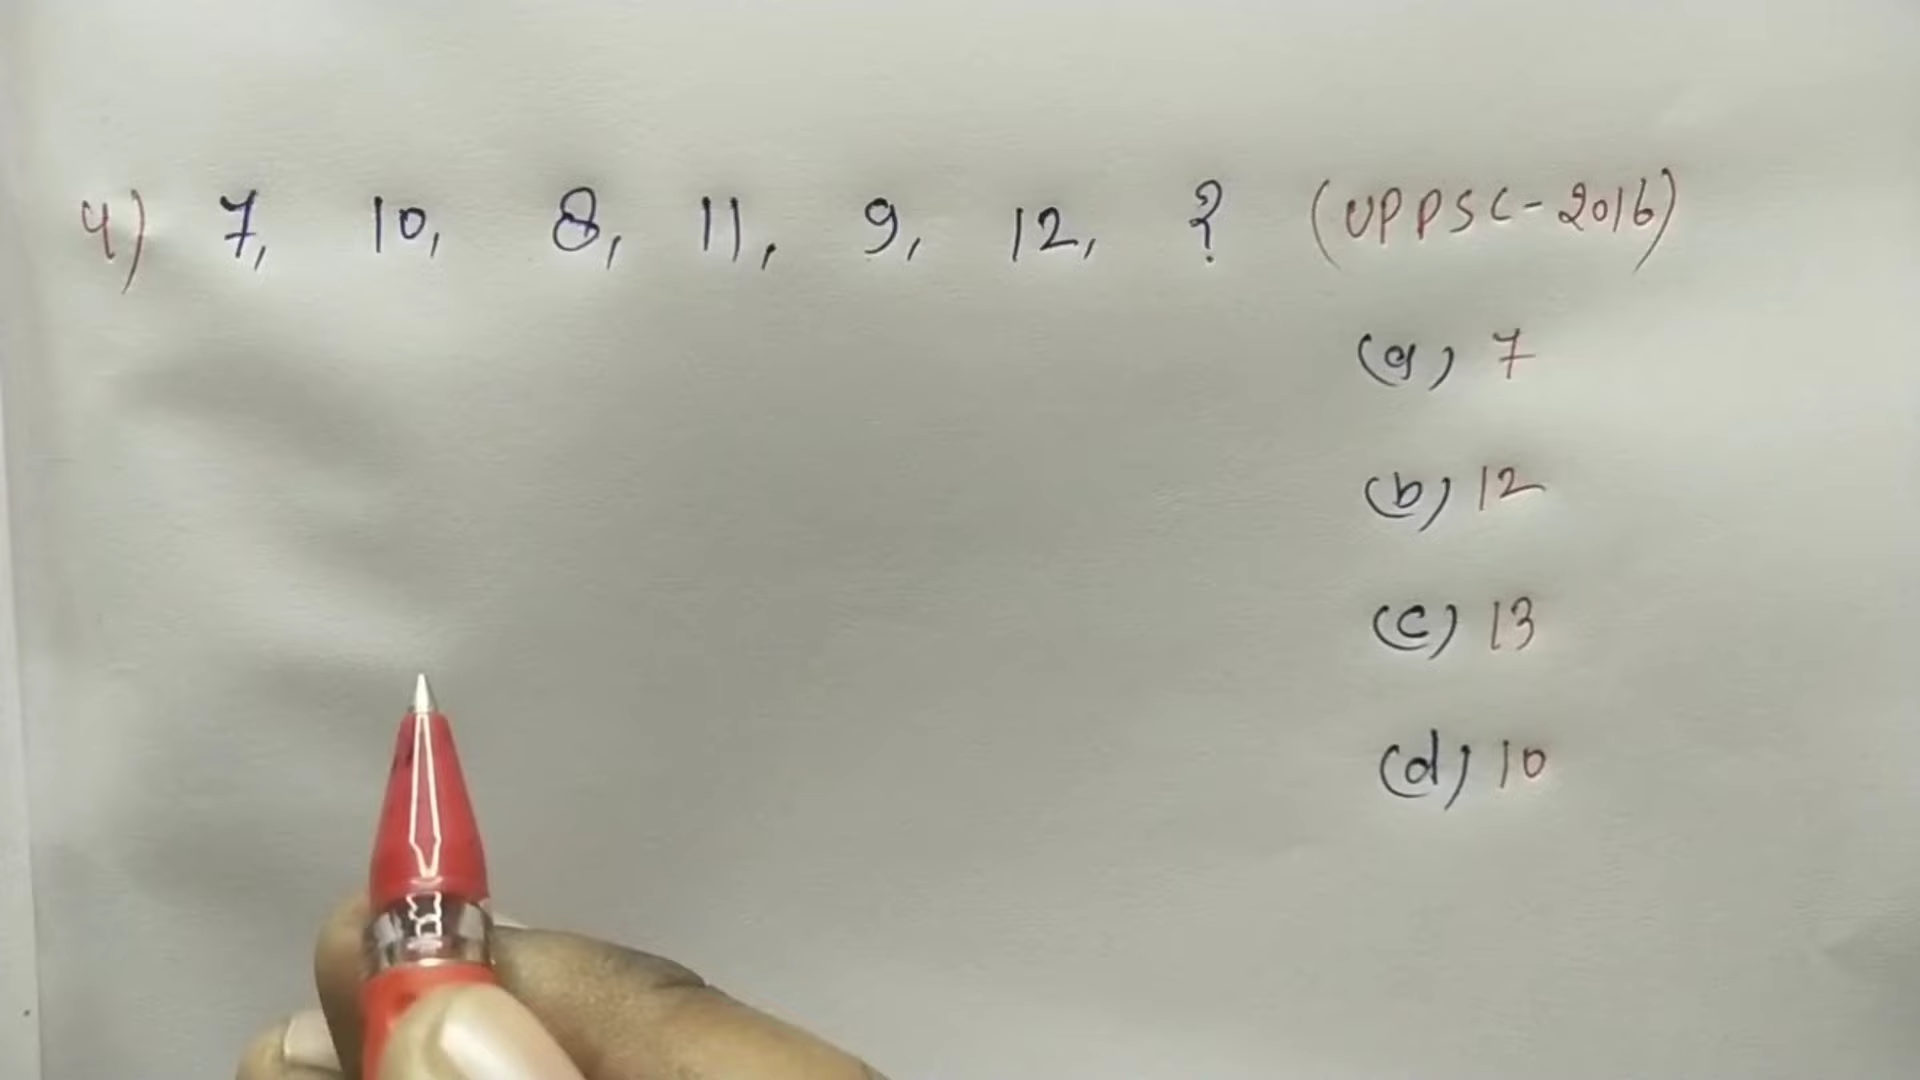 4) 7, 10, 8, 11, 9, 12, ? (UPPSC-2016)
(a) 7
(b) 12
(c) 13
(d) 10